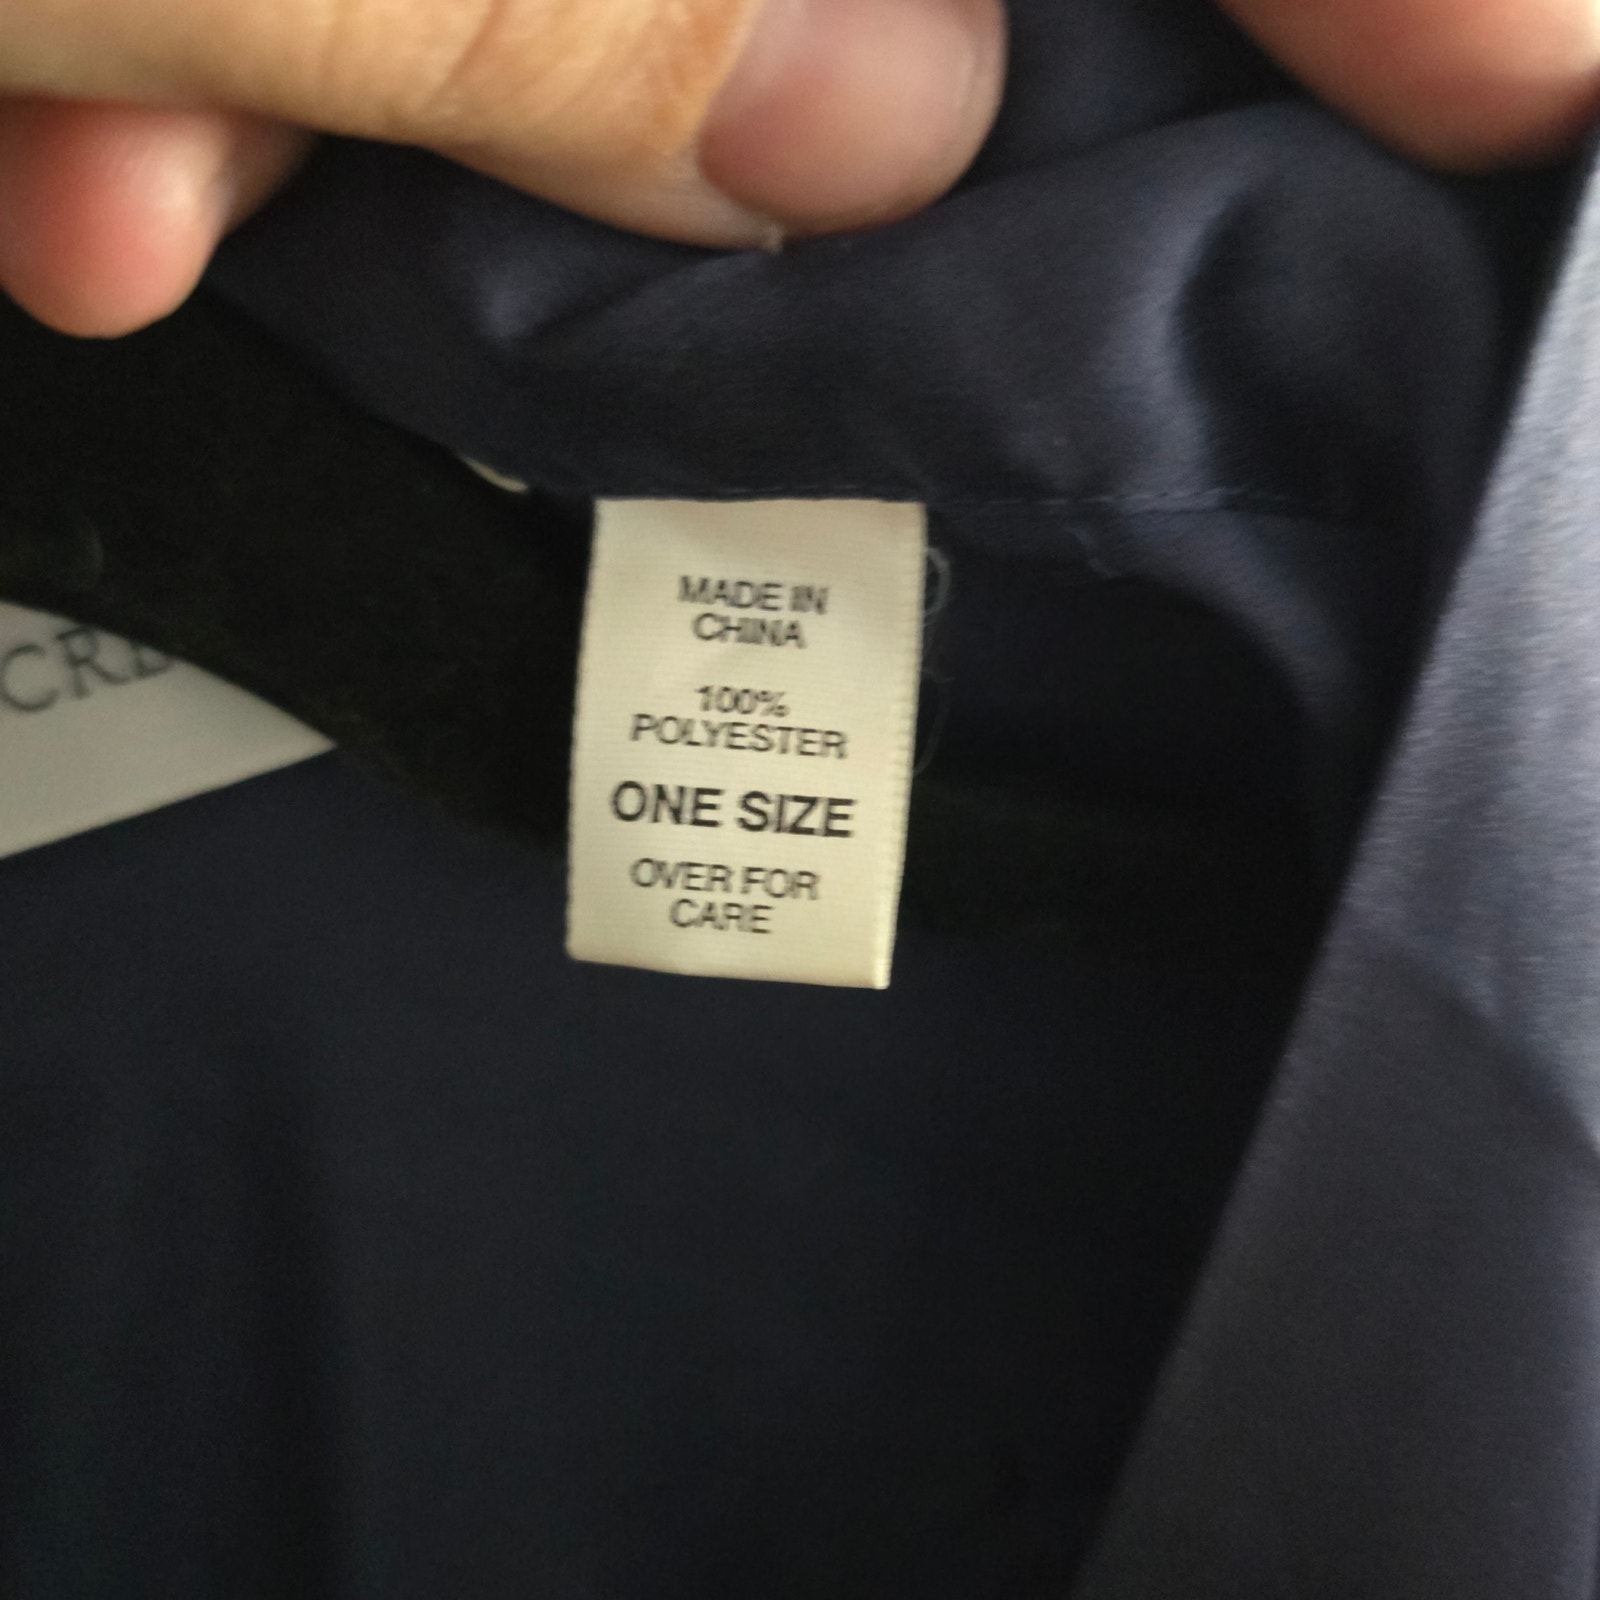 MADE IN
CHINA
100%
POLYESTER
ONE SIZE
OVER FOR
CARE